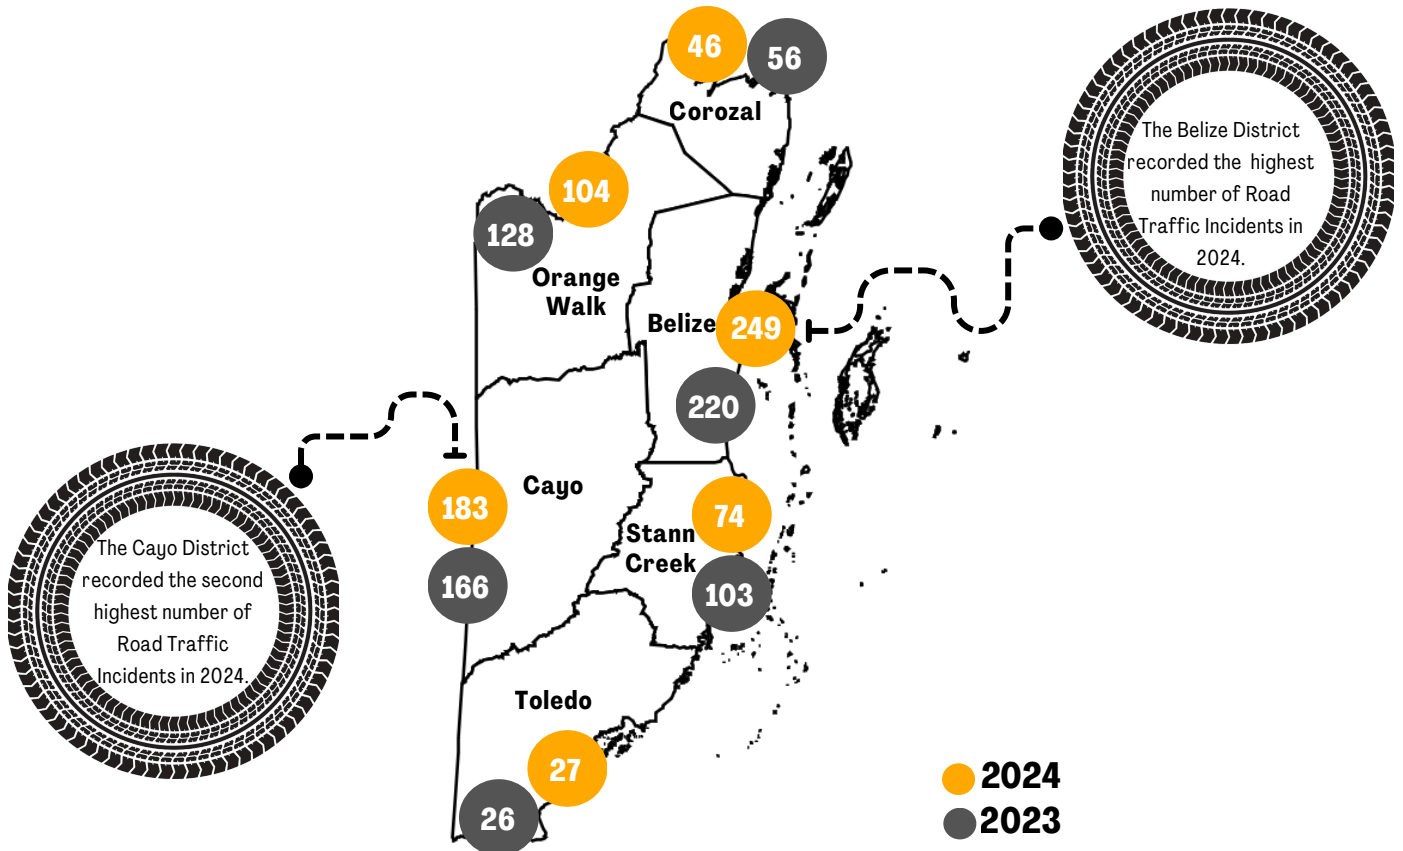 46
56
Corozal
The Belize District
recorded the highest
number of Road
Traffic Incidents in
2024.
104
128
Orange
Walk
Belize
249
220
183
Cayo
166
74
Stann
Creek
103
The Cayo District
recorded the second
highest number of
Road Traffic
Incidents in 2024.
Toledo
27
26
2024
2023